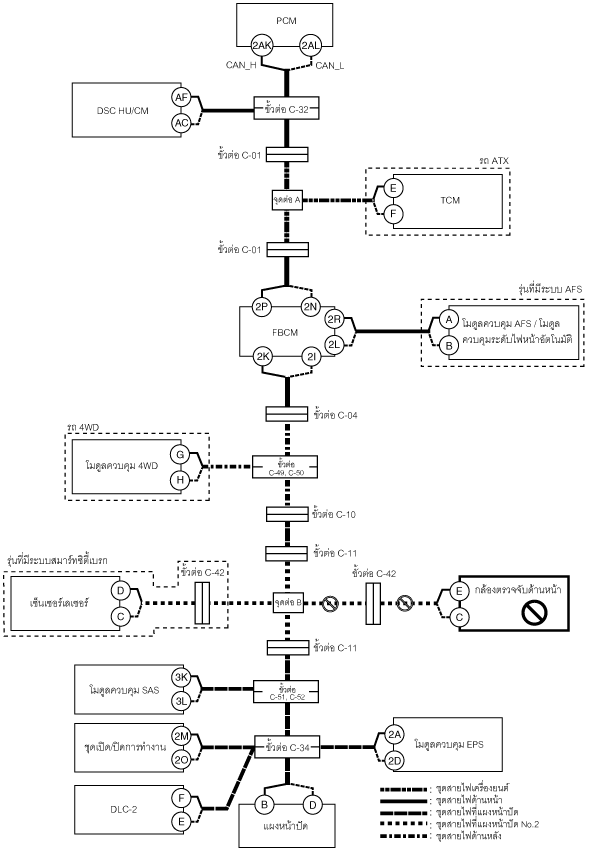 PCM
2AK
2AL
CAN_H
CAN_L
DSC HU/CM
AF
AC
ขั้วต่อ C-32
ขั้วต่อ C-01
รถ ATX
จุดต่อ A
E
F
TCM
ขั้วต่อ C-01
2P
2N
FBCM
2R
2L
2K
2I
รุ่นที่มีระบบ AFS
A
B
โมดูลควบคุม AFS / โมดูล
ควบคุมระดับไฟหน้าอัตโนมัติ
ขั้วต่อ C-04
รถ 4WD
โมดูลควบคุม 4WD
G
H
ขั้วต่อ
C-49, C-50
ขั้วต่อ C-10
ขั้วต่อ C-11
รุ่นที่มีระบบสมาร์ทซิตี้เบรก
ขั้วต่อ C-42
เซ็นเซอร์เลเซอร์
D
C
จุดต่อ B
ขั้วต่อ C-42
E
C
กล้องตรวจจับด้านหน้า
ขั้วต่อ C-11
โมดูลควบคุม SAS
3K
3L
ขั้วต่อ
C-51, C-52
ชุดเปิด/ปิดการทำงาน
2M
2O
ขั้วต่อ C-34
2A
2D
โมดูลควบคุม EPS
DLC-2
F
E
B
D
แผงหน้าปัด
: ชุดสายไฟเครื่องยนต์
: ชุดสายไฟด้านหน้า
: ชุดสายไฟที่แผงหน้าปัด
: ชุดสายไฟที่แผงหน้าปัด No.2
: ชุดสายไฟด้านหลัง